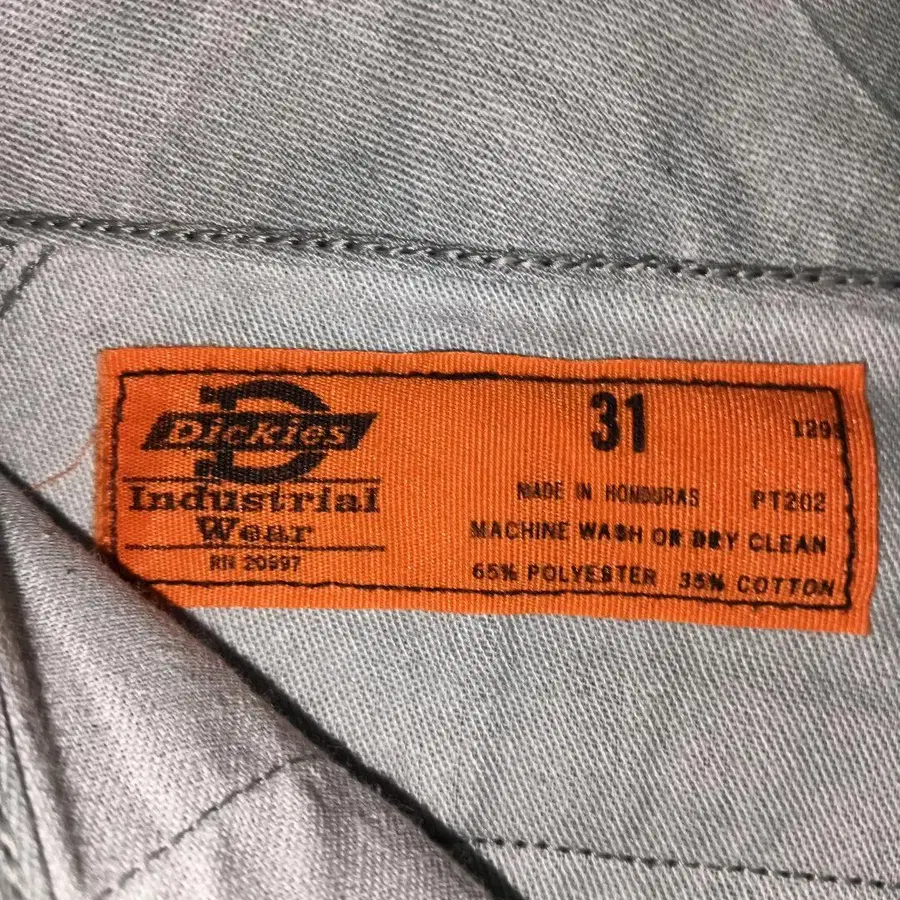 Dickies
Industrial
Wear
RN 20997
31
MADE IN HONDURAS PT202
MACHINE WASH OR DRY CLEAN
65% POLYESTER 35% COTTON